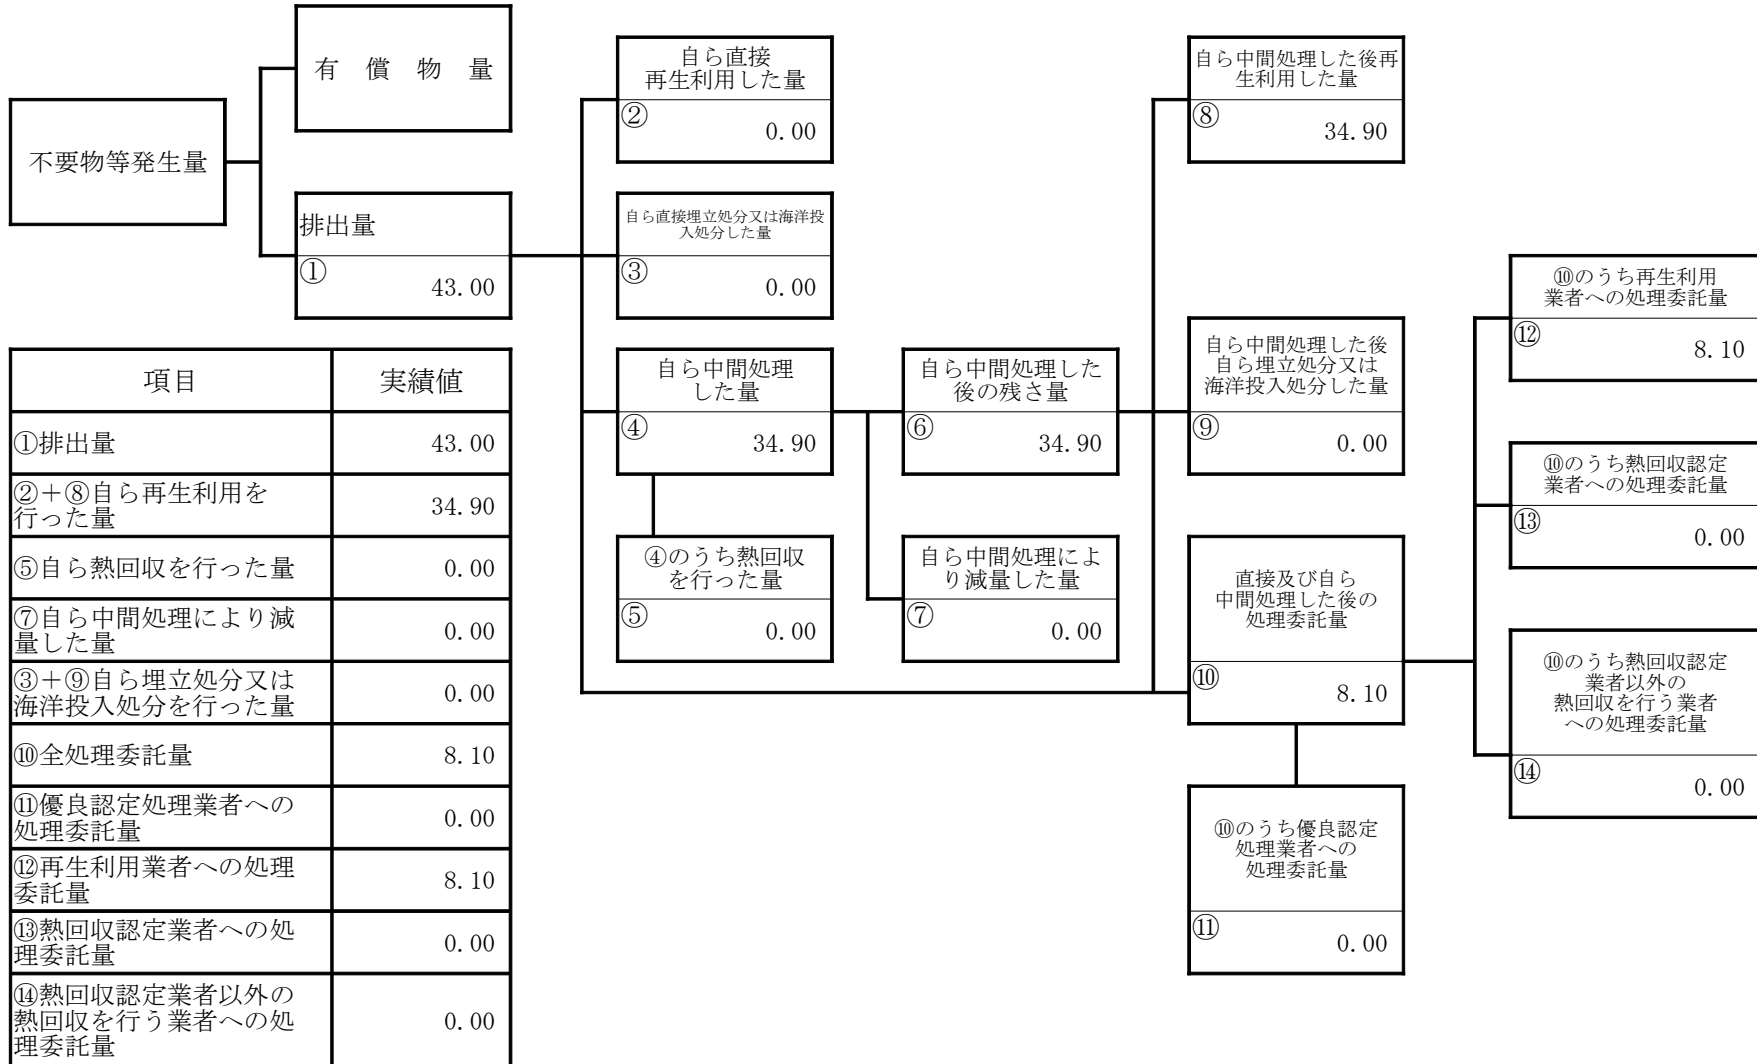 有　償　物　量
不要物等発生量
排出量
①
43.00
自ら直接
再生利用した量
②
0.00
自ら直接埋立処分又は海洋投
入処分した量
③
0.00
自ら中間処理
した量
④
34.90
④のうち熱回収
を行った量
⑤
0.00
自ら中間処理した
後の残さ量
⑥
34.90
自ら中間処理によ
り減量した量
⑦
0.00
自ら中間処理した後再
生利用した量
⑧
34.90
自ら中間処理した後
自ら埋立処分又は
海洋投入処分した量
⑨
0.00
直接及び自ら
中間処理した後の
処理委託量
⑩
8.10
⑩のうち優良認定
処理業者への
処理委託量
⑪
0.00
⑩のうち再生利用
業者への処理委託量
⑫
8.10
⑩のうち熱回収認定
業者への処理委託量
⑬
0.00
⑩のうち熱回収認定
業者以外の
熱回収を行う業者
への処理委託量
⑭
0.00
項目 実績値
①排出量 43.00
②＋⑧自ら再生利用を
行った量 34.90
⑤自ら熱回収を行った量 0.00
⑦自ら中間処理により減
量した量 0.00
③＋⑨自ら埋立処分又は
海洋投入処分を行った量 0.00
⑩全処理委託量 8.10
⑪優良認定処理業者への
処理委託量 0.00
⑫再生利用業者への処理
委託量 8.10
⑬熱回収認定業者への処
理委託量 0.00
⑭熱回収認定業者以外の
熱回収を行う業者への処
理委託量 0.00